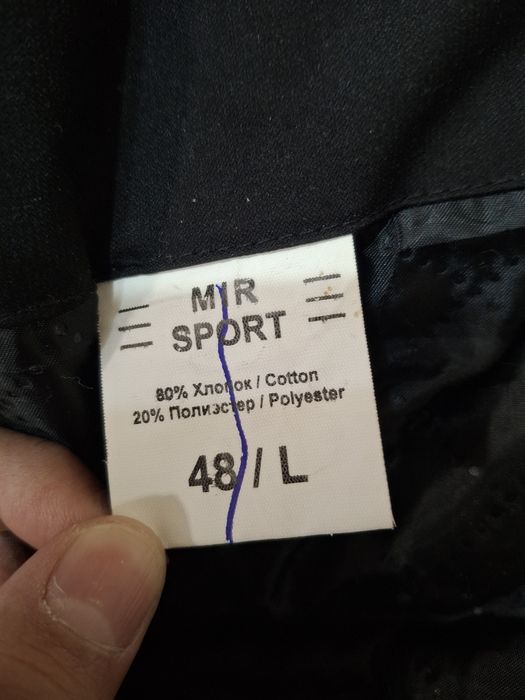 MIR
SPORT
80% Хлопок / Cotton
20% Полиэстер / Polyester
48 / L